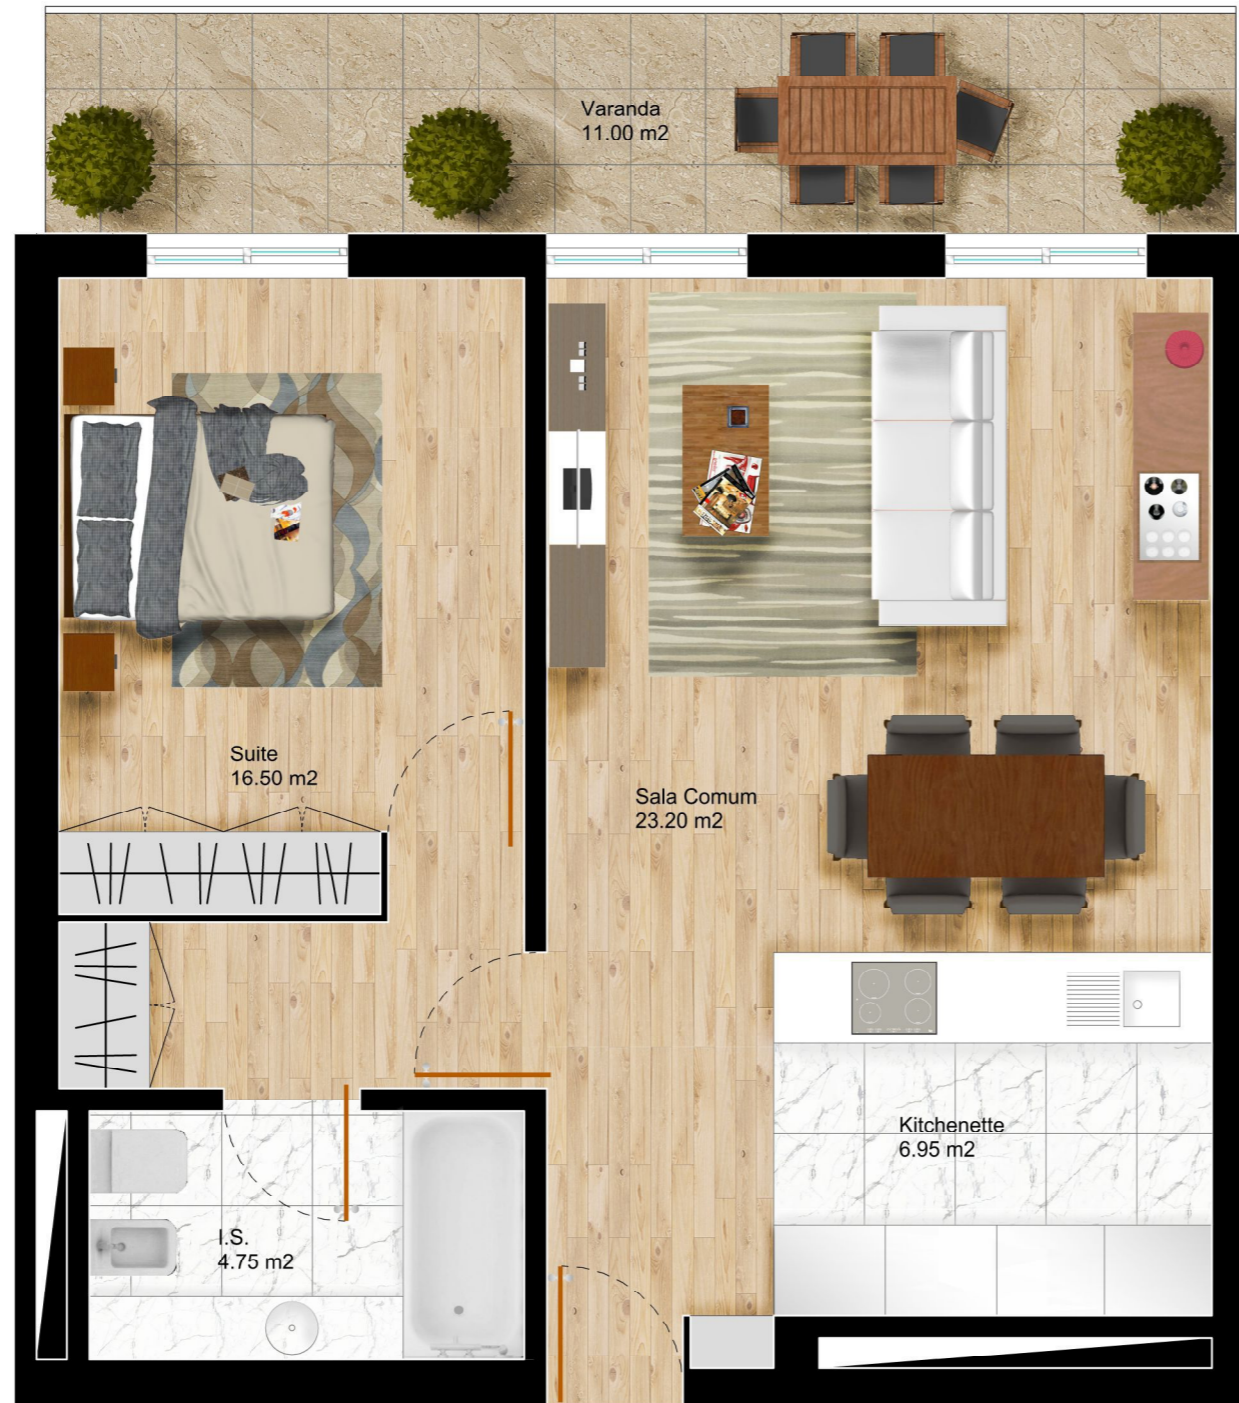 Varanda
11.00 m2
Suite
16.50 m2
Sala Comum
23.20 m2
Kitchenette
6.95 m2
I.S.
4.75 m2